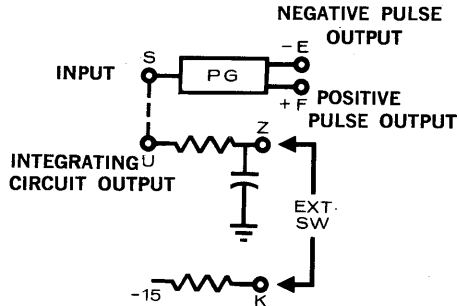 NEGATIVE PULSE
OUTPUT
S
-E
INPUT
PG
+F
POSITIVE
PULSE OUTPUT
Z
U
INTEGRATING
CIRCUIT OUTPUT
EXT.
SW
-15
K